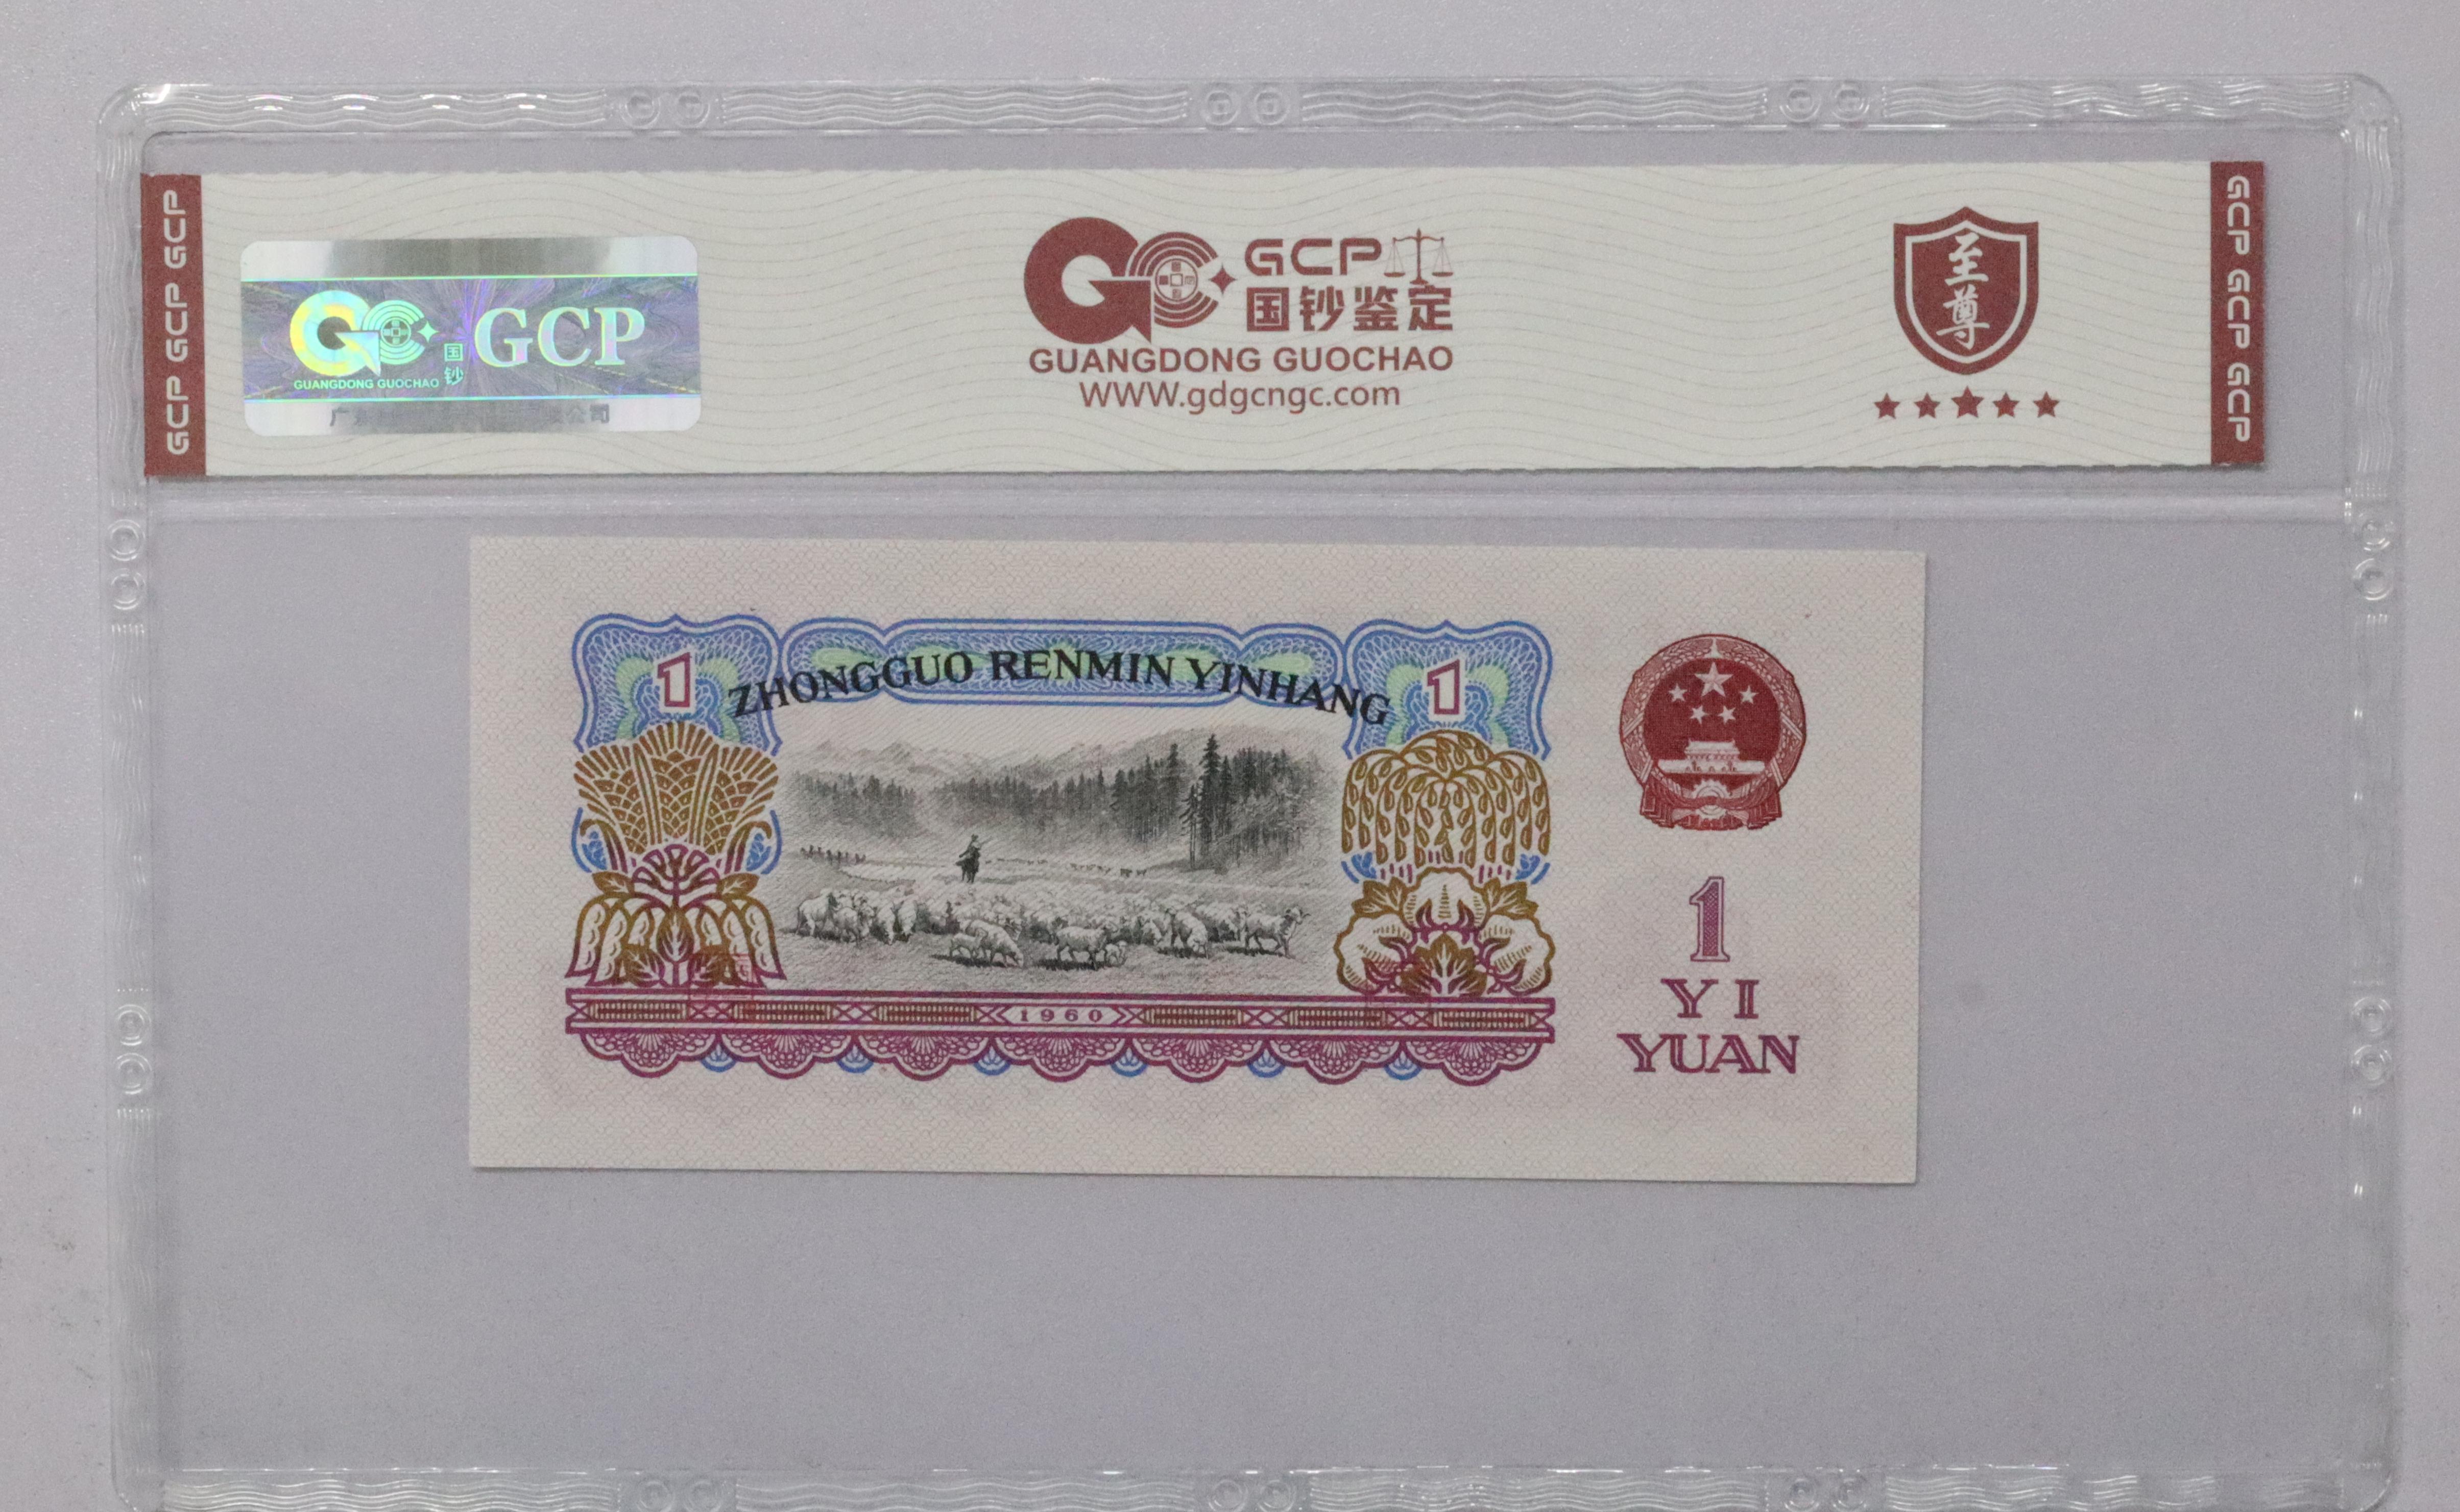 GCP GCP GCP
GUANGDONG GUOCHAO
国钞
GCP
GCP
国钞鉴定
GUANGDONG GUOCHAO
WWW.gdgcngc.com
至尊
GCP GCP GCP
1
ZHONGGUO RENMIN YINHANG
1
1960
1
YI
YUAN